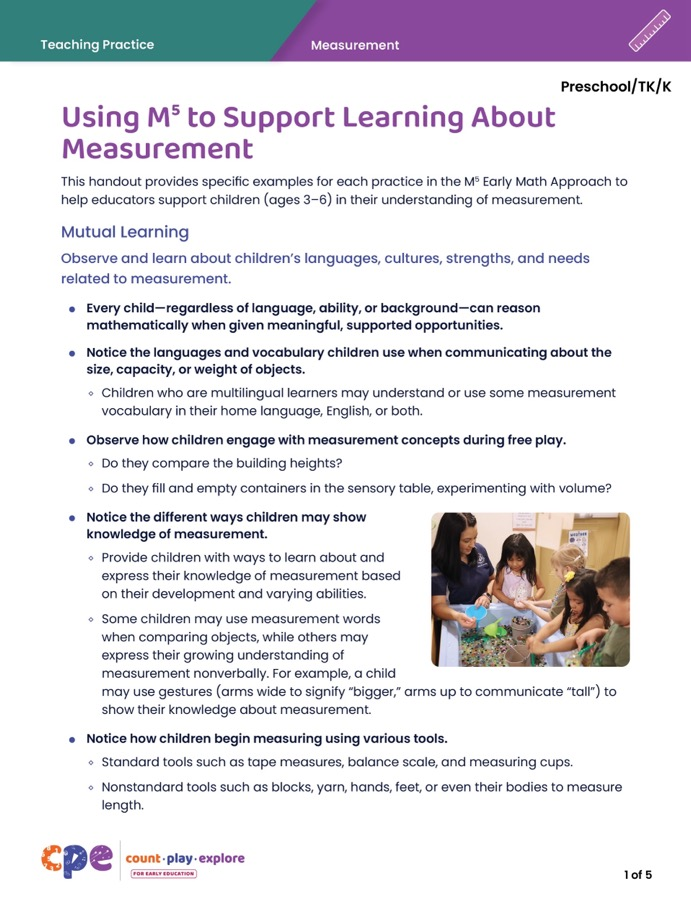 Teaching Practice
Measurement
Preschool/TK/K
Using M⁵ to Support Learning About
Measurement
This handout provides specific examples for each practice in the M⁵ Early Math Approach to
help educators support children (ages 3–6) in their understanding of measurement.
Mutual Learning
Observe and learn about children’s languages, cultures, strengths, and needs
related to measurement.
● Every child—regardless of language, ability, or background—can reason
mathematically when given meaningful, supported opportunities.
● Notice the languages and vocabulary children use when communicating about the
size, capacity, or weight of objects.
⋄ Children who are multilingual learners may understand or use some measurement
vocabulary in their home language, English, or both.
● Observe how children engage with measurement concepts during free play.
⋄ Do they compare the building heights?
⋄ Do they fill and empty containers in the sensory table, experimenting with volume?
● Notice the different ways children may show
knowledge of measurement.
⋄ Provide children with ways to learn about and
express their knowledge of measurement based
on their development and varying abilities.
⋄ Some children may use measurement words
when comparing objects, while others may
express their growing understanding of
measurement nonverbally. For example, a child
may use gestures (arms wide to signify “bigger,” arms up to communicate “tall”) to
show their knowledge about measurement.
● Notice how children begin measuring using various tools.
⋄ Standard tools such as tape measures, balance scale, and measuring cups.
⋄ Nonstandard tools such as blocks, yarn, hands, feet, or even their bodies to measure
length.
cpe
count·play·explore
FOR EARLY EDUCATION
1 of 5